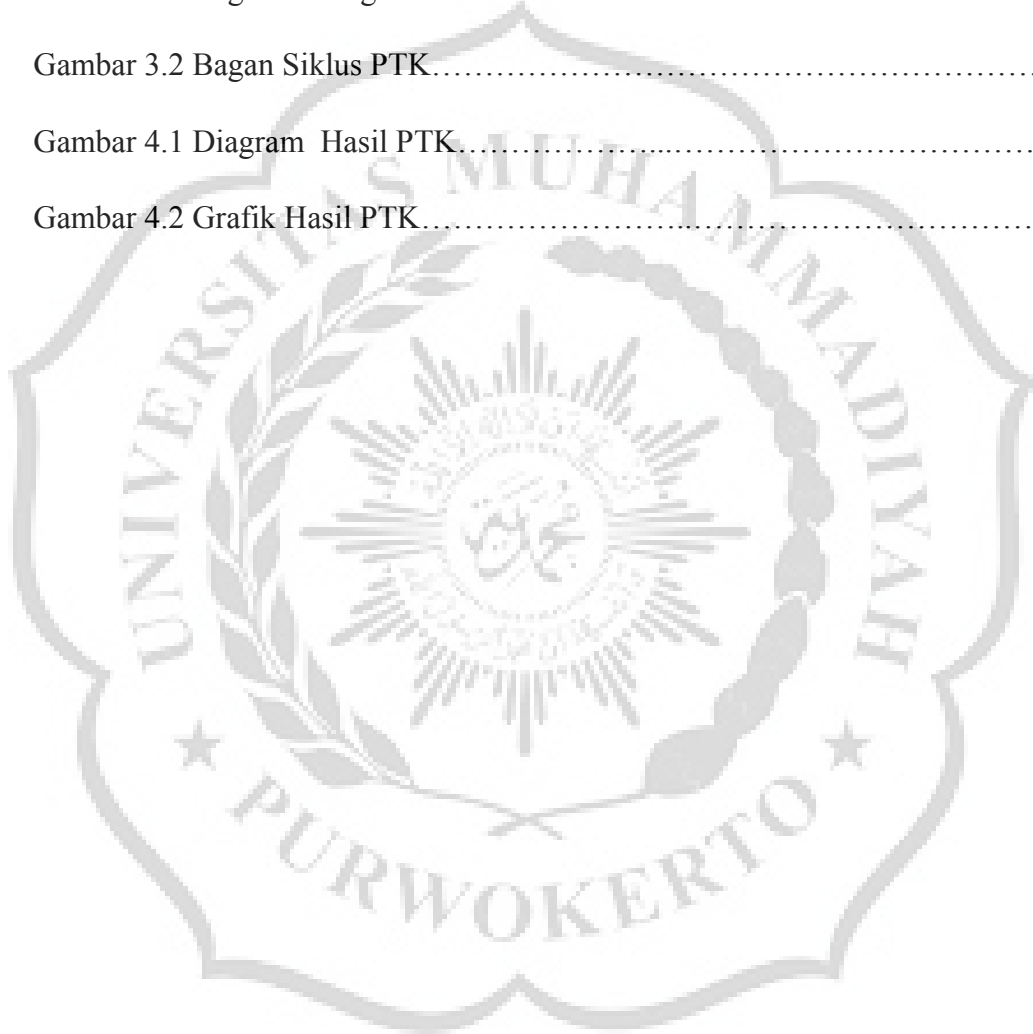 Gambar 3.2 Bagan Siklus PTK……………………..……………………………………….
Gambar 4.1 Diagram  Hasil PTK…………………...………………………………….
Gambar 4.2 Grafik Hasil PTK………………………..…………………………………
UNIVERSITAS MUHAMMADIYAH
★ PURWOKERTO ★